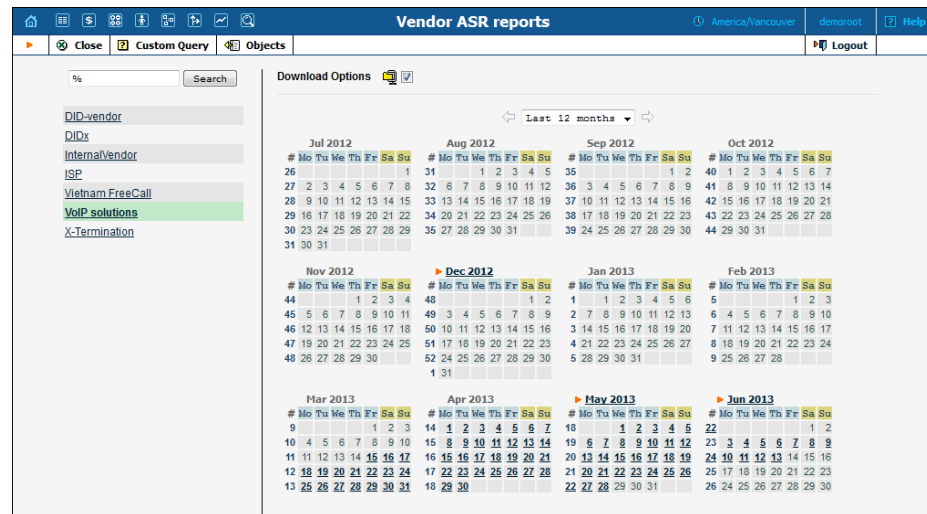 Vendor ASR reports
America/Vancouver
demoroot
? Help
Close
? Custom Query
Objects
Logout
%
Search
Download Options
DID-vendor
DIDx
InternalVendor
ISP
Vietnam FreeCall
VoIP solutions
X-Termination
Last 12 months
Jul 2012 Aug 2012 Sep 2012 Oct 2012
# Mo Tu We Th Fr Sa Su # Mo Tu We Th Fr Sa Su # Mo Tu We Th Fr Sa Su # Mo Tu We Th Fr Sa Su
26 1 31 1 2 3 4 5 35 1 2 40 1 2 3 4 5 6 7
27 2 3 4 5 6 7 8 32 6 7 8 9 10 11 12 36 3 4 5 6 7 8 9 41 8 9 10 11 12 13 14
28 9 10 11 12 13 14 15 33 13 14 15 16 17 18 19 37 10 11 12 13 14 15 16 42 15 16 17 18 19 20 21
29 16 17 18 19 20 21 22 34 20 21 22 23 24 25 26 38 17 18 19 20 21 22 23 43 22 23 24 25 26 27 28
30 23 24 25 26 27 28 29 35 27 28 29 30 31 39 24 25 26 27 28 29 30 44 29 30 31
31 30 31
Nov 2012 Dec 2012 Jan 2013 Feb 2013
# Mo Tu We Th Fr Sa Su # Mo Tu We Th Fr Sa Su # Mo Tu We Th Fr Sa Su # Mo Tu We Th Fr Sa Su
44 1 2 3 4 48 1 2 1 1 2 3 4 5 6 5 1 2 3
45 5 6 7 8 9 10 11 49 3 4 5 6 7 8 9 2 7 8 9 10 11 12 13 6 4 5 6 7 8 9 10
46 12 13 14 15 16 17 18 50 10 11 12 13 14 15 16 3 14 15 16 17 18 19 20 7 11 12 13 14 15 16 17
47 19 20 21 22 23 24 25 51 17 18 19 20 21 22 23 4 21 22 23 24 25 26 27 8 18 19 20 21 22 23 24
48 26 27 28 29 30 52 24 25 26 27 28 29 30 5 28 29 30 31 9 25 26 27 28
1 31
Mar 2013 Apr 2013 May 2013 Jun 2013
# Mo Tu We Th Fr Sa Su # Mo Tu We Th Fr Sa Su # Mo Tu We Th Fr Sa Su # Mo Tu We Th Fr Sa Su
9 1 2 3 14 1 2 3 4 5 6 7 18 1 2 3 4 5 22 1 2
10 4 5 6 7 8 9 10 15 8 9 10 11 12 13 14 19 6 7 8 9 10 11 12 23 3 4 5 6 7 8 9
11 11 12 13 14 15 16 17 16 15 16 17 18 19 20 21 20 13 14 15 16 17 18 19 24 10 11 12 13 14 15 16
12 18 19 20 21 22 23 24 17 22 23 24 25 26 27 28 21 20 21 22 23 24 25 26 25 17 18 19 20 21 22 23
13 25 26 27 28 29 30 31 18 29 30 22 27 28 29 30 31 26 24 25 26 27 28 29 30